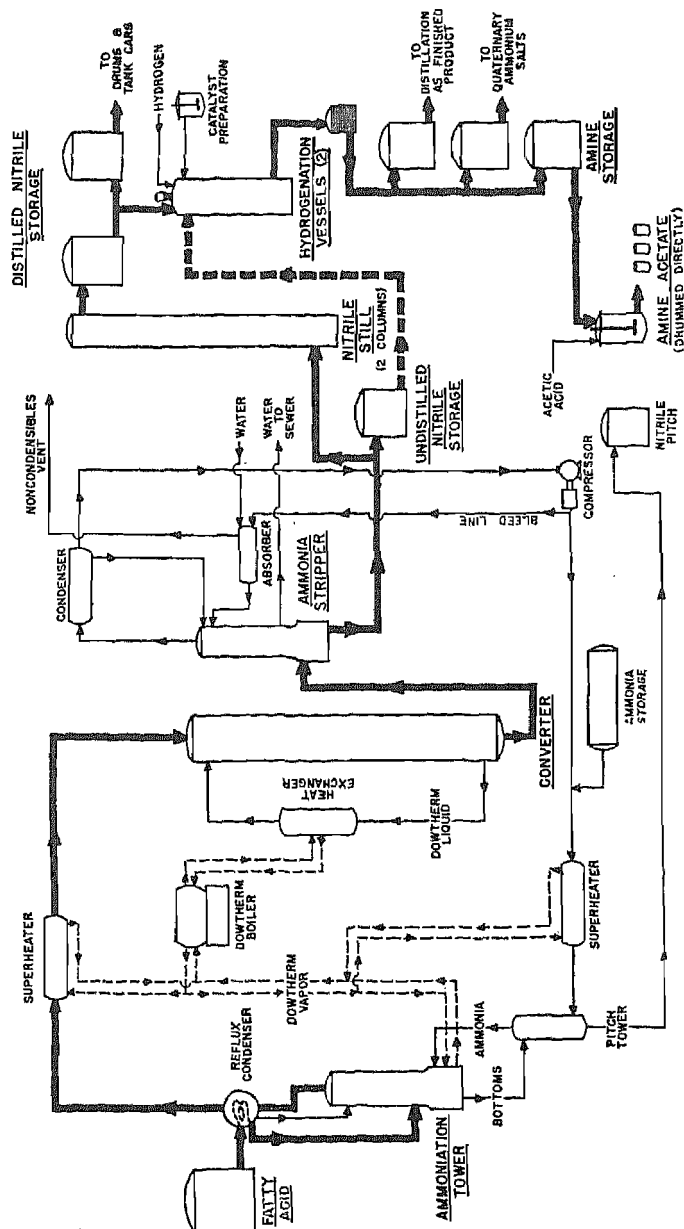 FATTY
ACID
REFLUX
CONDENSER
AMMONIATION
TOWER
BOTTOMS
AMMONIA
PITCH
TOWER
SUPERHEATER
DOWTHERM
VAPOR
DOWTHERM
BOILER
HEAT
EXCHANGER
DOWTHERM
LIQUID
SUPERHEATER
AMMONIA
STORAGE
CONVERTER
CONDENSER
NONCONDENSIBLES
VENT
ABSORBER
WATER
WATER
TO
SEWER
AMMONIA
STRIPPER
BLEED LINE
COMPRESSOR
NITRILE
PITCH
UNDISTILLED
NITRILE
STORAGE
NITRILE
STILL
(2 COLUMNS)
DISTILLED NITRILE
STORAGE
TO
DRUMS &
TANK CARS
HYDROGEN
CATALYST
PREPARATION
HYDROGENATION
VESSELS (2)
TO
DISTILLATION
AS FINISHED
PRODUCT
TO
QUATERNARY
AMMONIUM
SALTS
AMINE
STORAGE
ACETIC
ACID
AMINE ACETATE
(DRUMMED DIRECTLY)